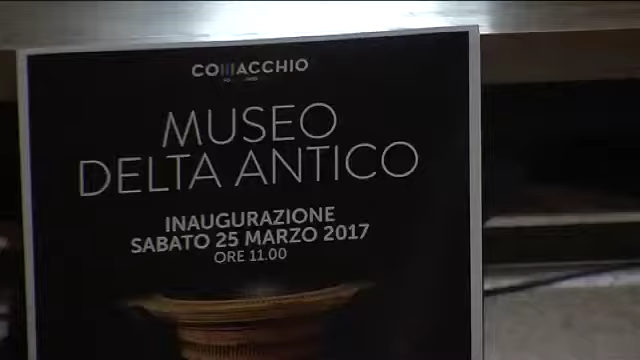 COMACCHIO
MUSEO
DELTA ANTICO
INAUGURAZIONE
SABATO 25 MARZO 2017
ORE 11.00